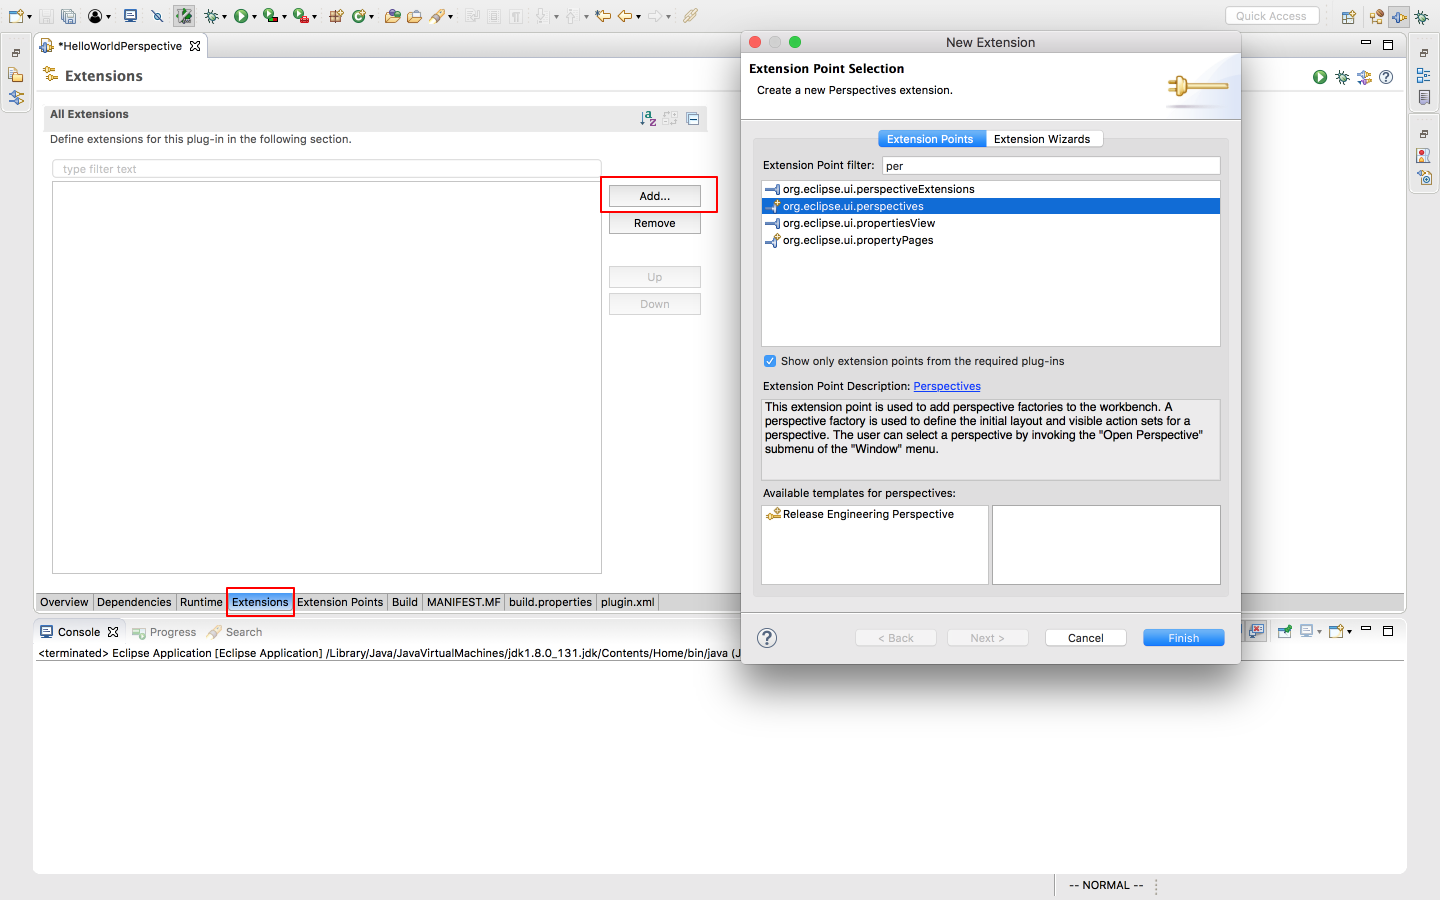 Quick Access
*HelloWorldPerspective
Extensions
All Extensions
Define extensions for this plug-in in the following section.
type filter text
Add...
Remove
Up
Down
Overview
Dependencies
Runtime
Extensions
Extension Points
Build
MANIFEST.MF
build.properties
plugin.xml
New Extension
Extension Point Selection
Create a new Perspectives extension.
Extension Points
Extension Wizards
Extension Point filter:
per
org.eclipse.ui.perspectiveExtensions
org.eclipse.ui.perspectives
org.eclipse.ui.propertiesView
org.eclipse.ui.propertyPages
Show only extension points from the required plug-ins
Extension Point Description: Perspectives
This extension point is used to add perspective factories to the workbench. A
perspective factory is used to define the initial layout and visible action sets for a
perspective. The user can select a perspective by invoking the "Open Perspective"
submenu of the "Window" menu.
Available templates for perspectives:
Release Engineering Perspective
< Back
Next >
Cancel
Finish
Console
Progress
Search
<terminated> Eclipse Application [Eclipse Application] /Library/Java/JavaVirtualMachines/jdk1.8.0_131.jdk/Contents/Home/bin/java (J
-- NORMAL --